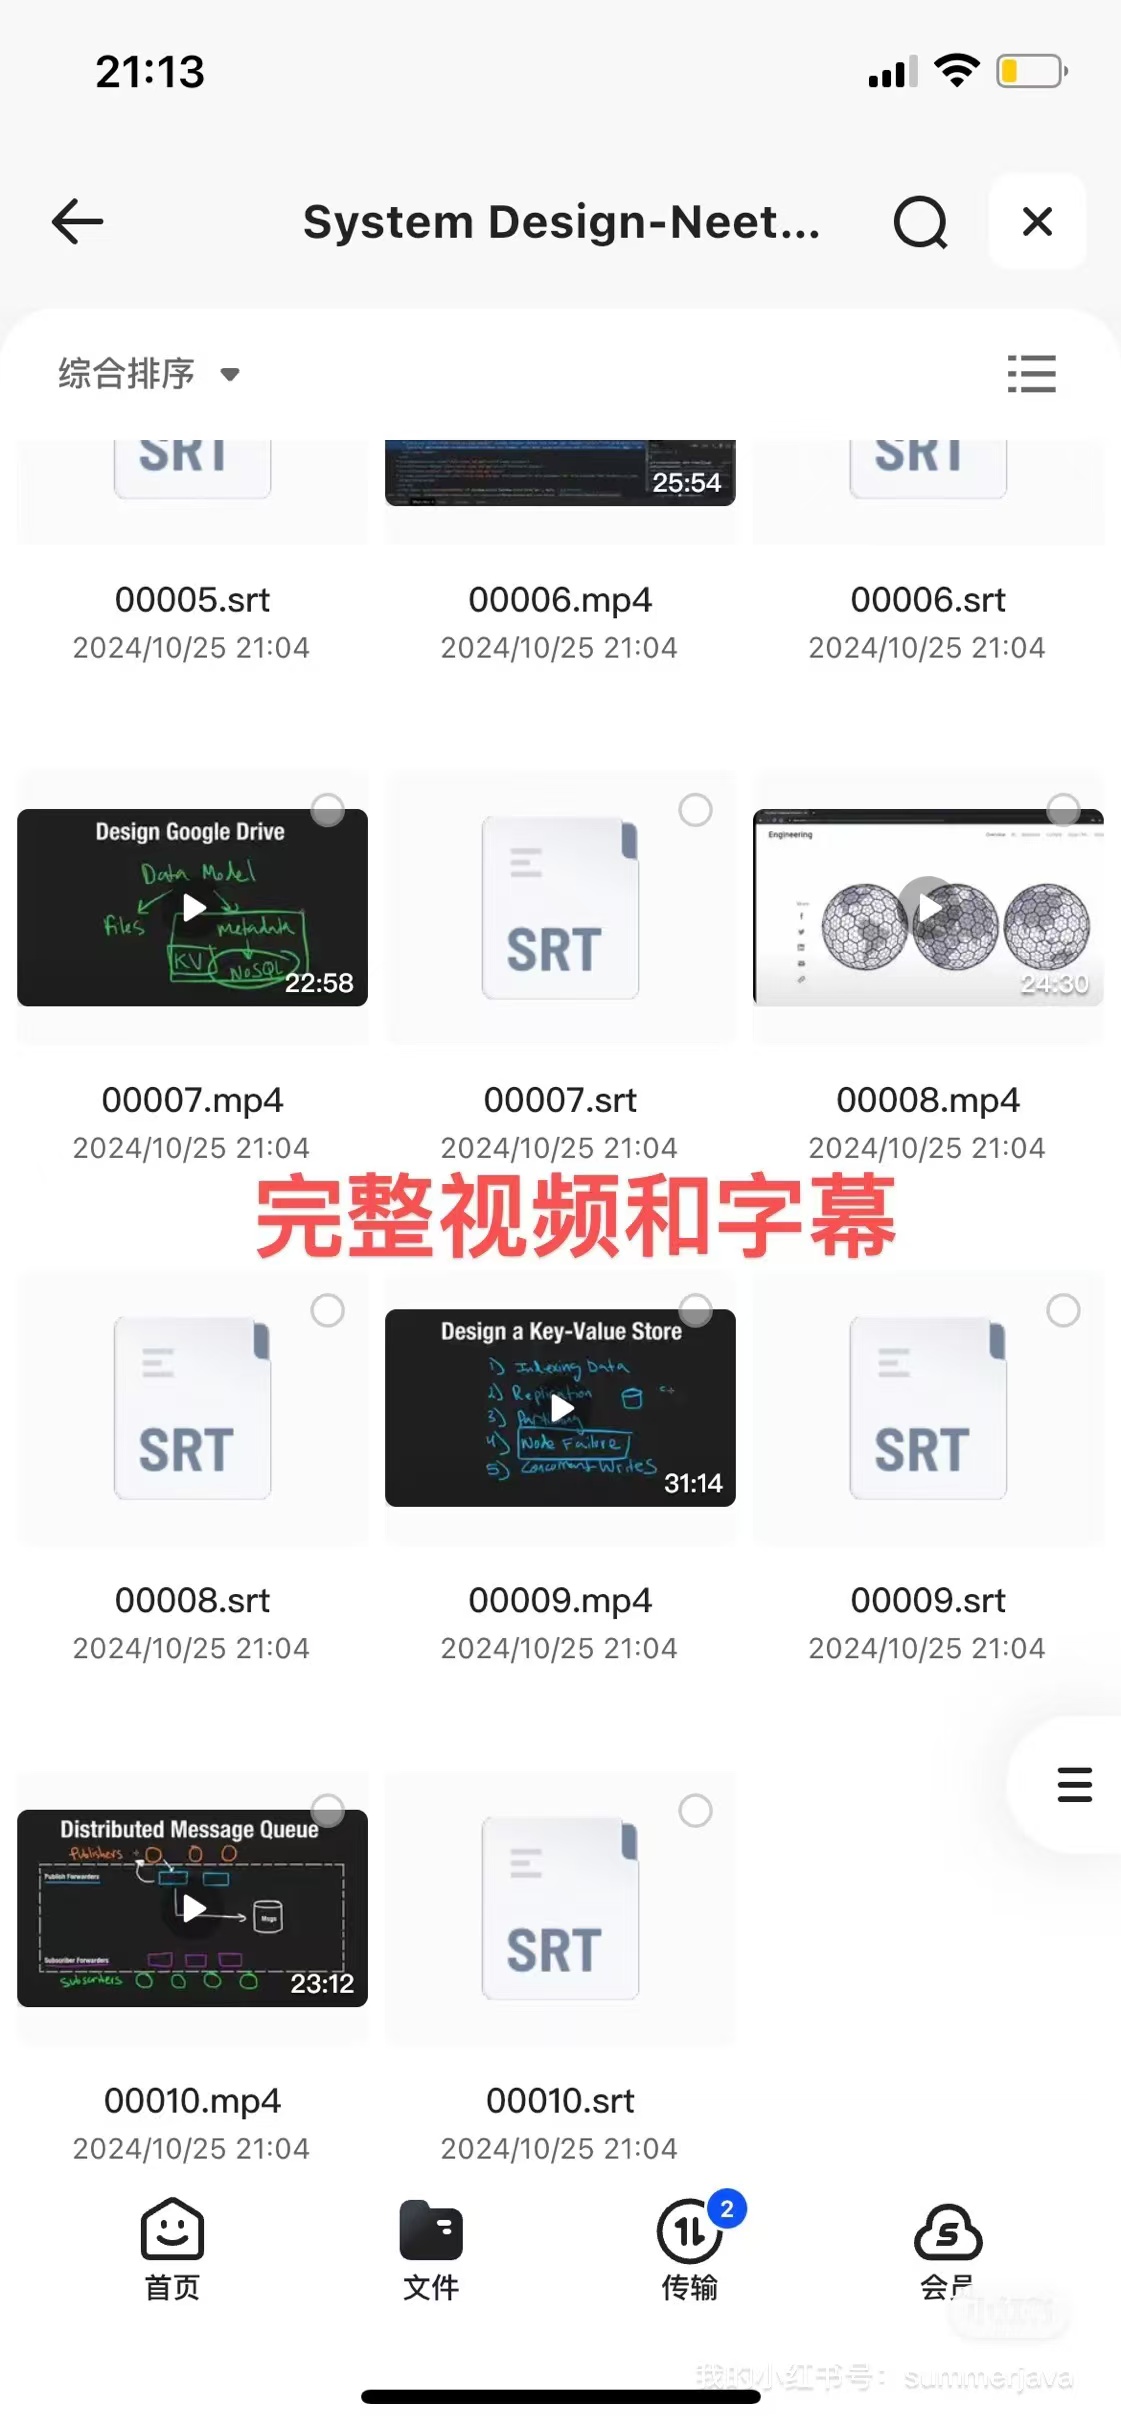 21:13
System Design-Neet...
综合排序
SRT
25:54
SRT
00005.srt
2024/10/25 21:04
00006.mp4
2024/10/25 21:04
00006.srt
2024/10/25 21:04
Design Google Drive
Data Model
files
metadata
KV
NoSQL
22:58
SRT
Engineering
24:30
00007.mp4
2024/10/25 21:04
00007.srt
2024/10/25 21:04
00008.mp4
2024/10/25 21:04
完整视频和字幕
SRT
Design a Key-Value Store
1) Indexing Data
2) Replication
3) Partitioning
4) Node Failure
5) Concurrent Writes
31:14
SRT
00008.srt
2024/10/25 21:04
00009.mp4
2024/10/25 21:04
00009.srt
2024/10/25 21:04
Distributed Message Queue
Publishers
Publish Forwarders
Msgs
Subscriber Forwarders
Subscribers
23:12
SRT
00010.mp4
2024/10/25 21:04
00010.srt
2024/10/25 21:04
首页
文件
2
传输
会员
小红书
我的小红书号：summerjava